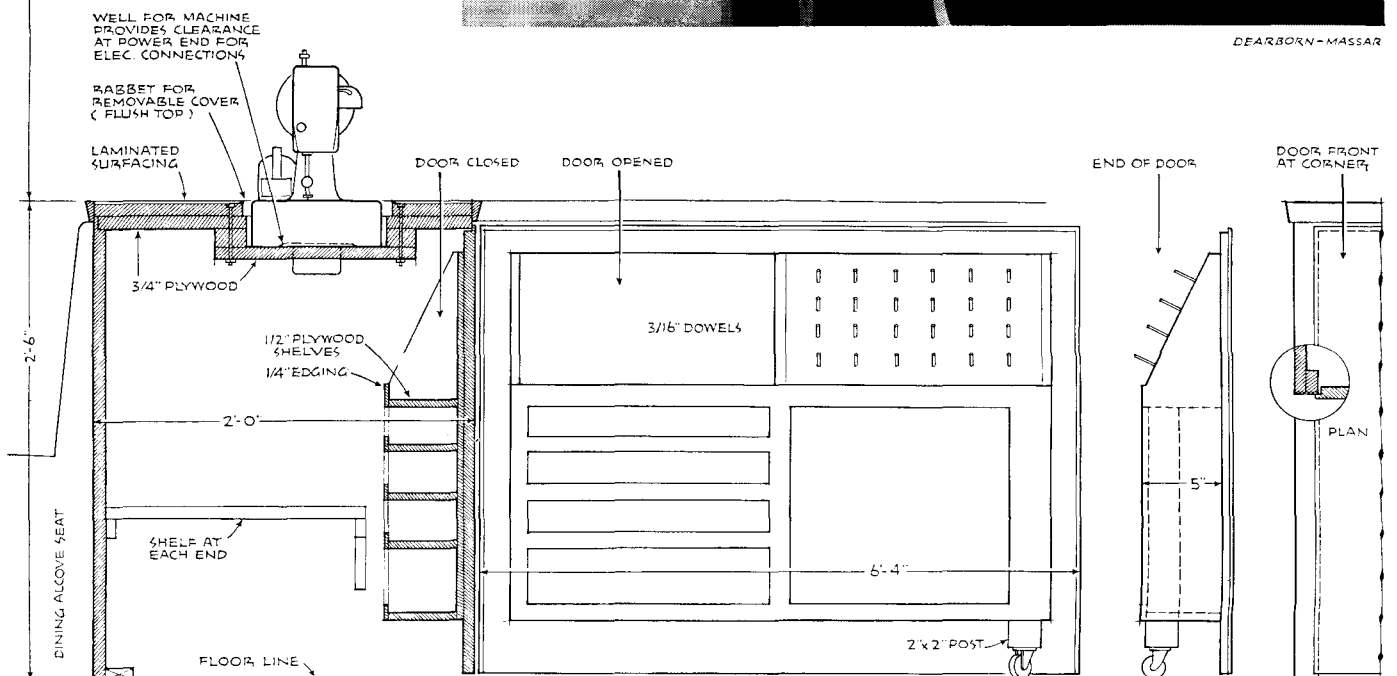 DEARBORN-MASSAR
WELL FOR MACHINE
PROVIDES CLEARANCE
AT POWER END FOR
ELEC. CONNECTIONS
RABBET FOR
REMOVABLE COVER
( FLUSH TOP )
LAMINATED
SURFACING
DOOR CLOSED
DOOR OPENED
END OF DOOR
DOOR FRONT
AT CORNER
3/4" PLYWOOD
3/16" DOWELS
1/2" PLYWOOD
SHELVES
1/4" EDGING
2'-6"
2'-0"
PLAN
5"
SHELF AT
EACH END
6'-4"
DINING ALCOVE SEAT
2"x2" POST
FLOOR LINE